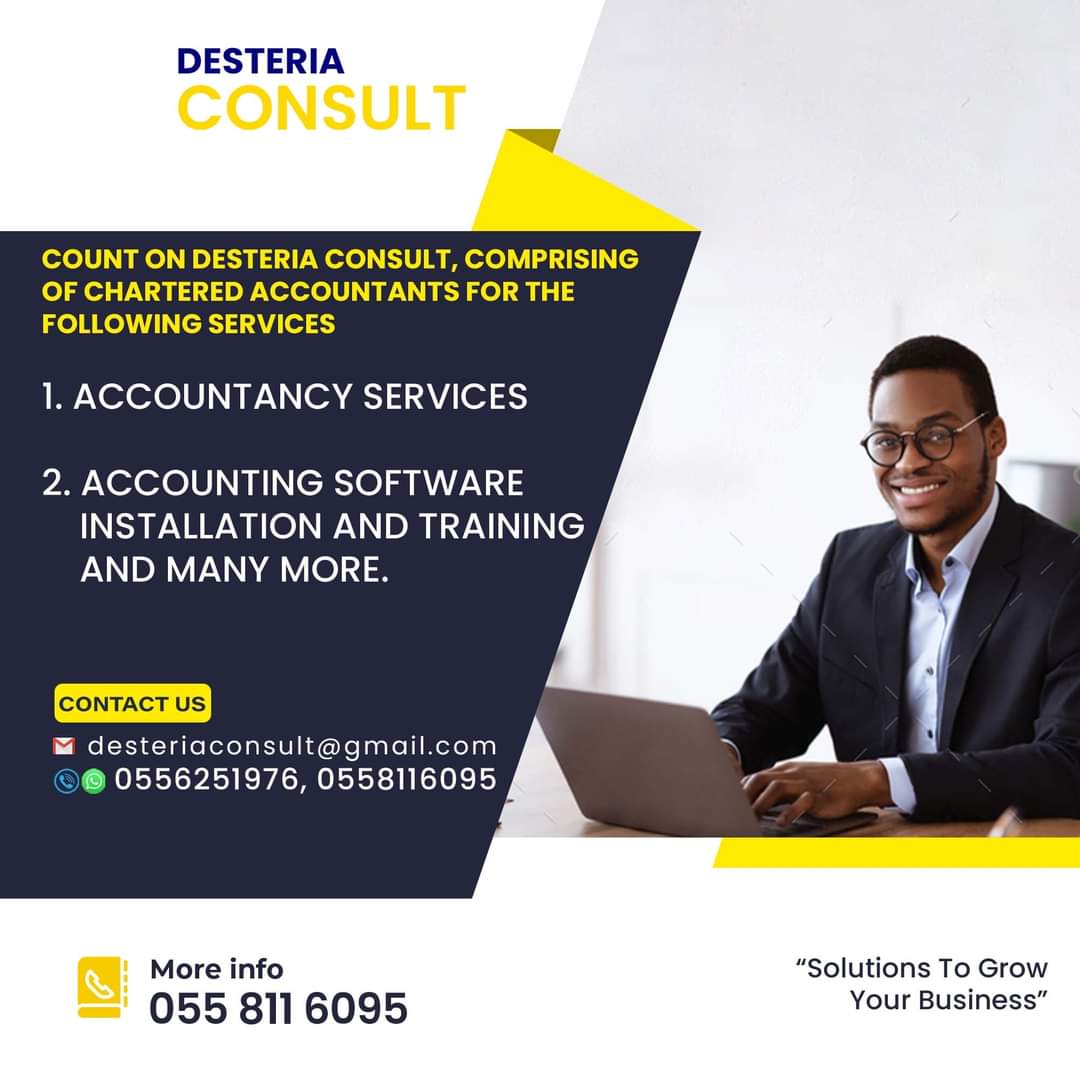 DESTERIA
CONSULT
COUNT ON DESTERIA CONSULT, COMPRISING
OF CHARTERED ACCOUNTANTS FOR THE
FOLLOWING SERVICES
1. ACCOUNTANCY SERVICES
2. ACCOUNTING SOFTWARE
INSTALLATION AND TRAINING
AND MANY MORE.
CONTACT US
desteriaconsult@gmail.com
0556251976, 0558116095
More info
055 811 6095
“Solutions To Grow
Your Business”